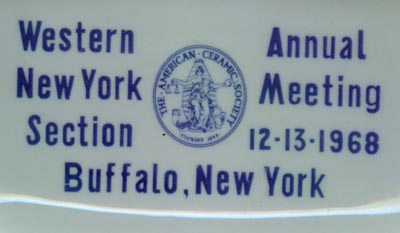 Western
New York
Section
THE · AMERICAN · CERAMIC · SOCIETY
Annual
Meeting
12-13-1968
Buffalo, New York